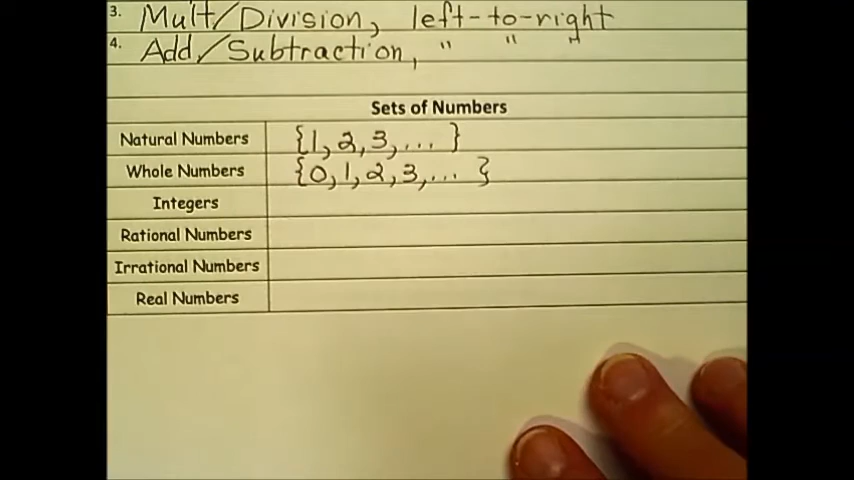 3. Mult/Division, left-to-right
4. Add/Subtraction, " " "
Sets of Numbers
Natural Numbers {1, 2, 3, ... }
Whole Numbers {0, 1, 2, 3, ... }
Integers
Rational Numbers
Irrational Numbers
Real Numbers